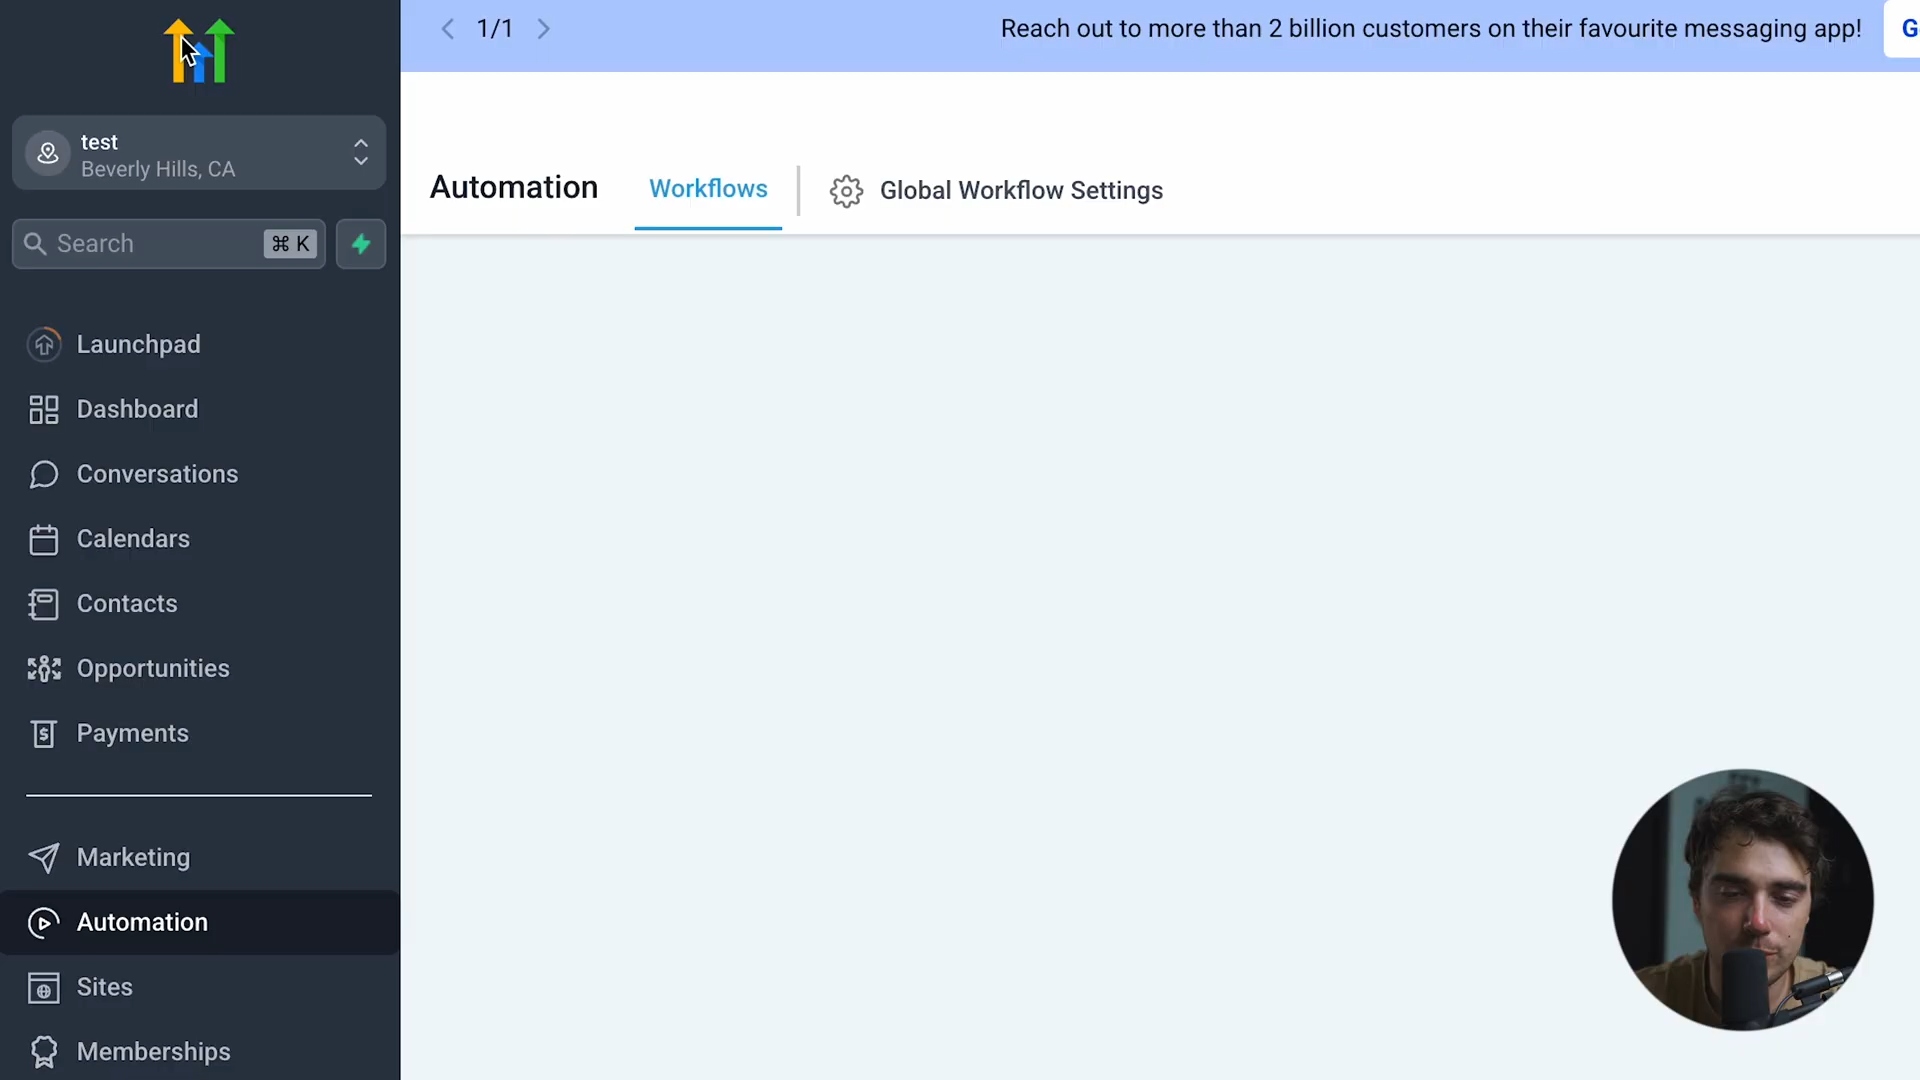 1/1
Reach out to more than 2 billion customers on their favourite messaging app!
G
test
Beverly Hills, CA
Search
⌘ K
Automation
Workflows
Global Workflow Settings
Launchpad
Dashboard
Conversations
Calendars
Contacts
Opportunities
Payments
Marketing
Automation
Sites
Memberships